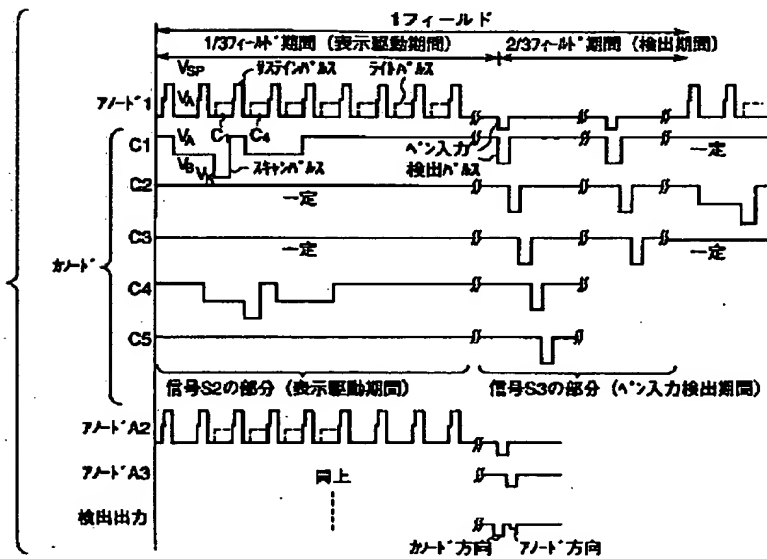 1フィールド
1/3フィールド期間（表示駆動期間）
2/3フィールド期間（検出期間）
VSP
サステインパルス
ライトパルス
アノード1
VA
C1
C4
C1
VA
VB
VK
スキャンパルス
ペン入力
検出パルス
一定
C2
一定
C3
一定
一定
カソード
C4
C5
信号S2の部分（表示駆動期間）
信号S3の部分（ペン入力検出期間）
アノードA2
アノードA3
同上
検出出力
カソード方向
アノード方向